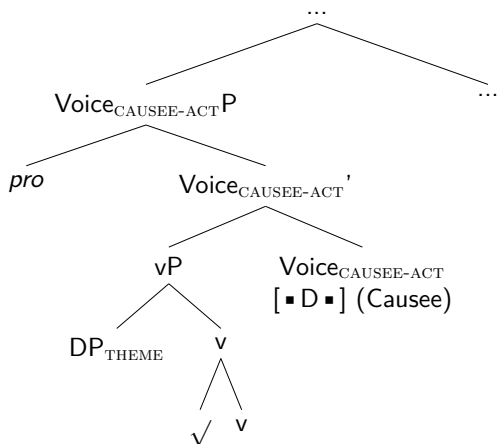 ...
Voice_CAUSEE-ACT P ...
pro Voice_CAUSEE-ACT'
vP Voice_CAUSEE-ACT
[▪D▪] (Causee)
DP_THEME v
√ v